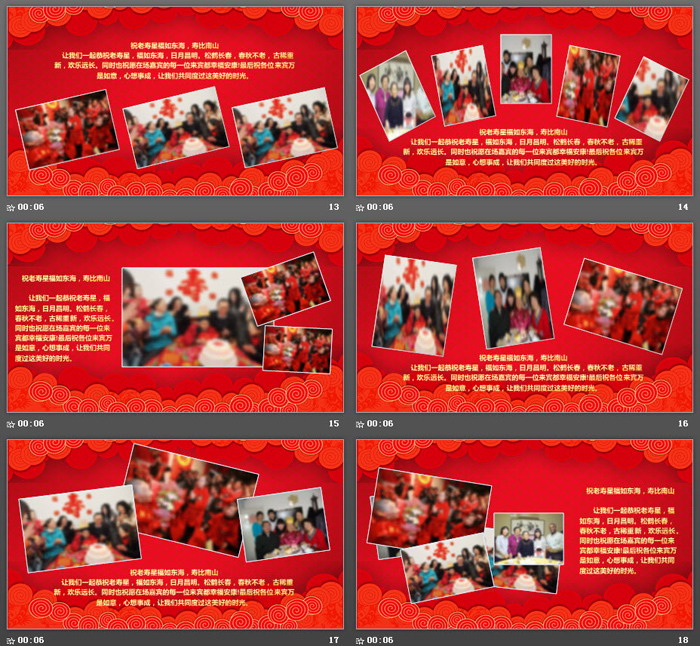 祝老寿星福如东海，寿比南山
让我们一起恭祝老寿星，福如东海，日月昌明。松鹤长春，春秋不老，古稀重
新，欢乐远长。同时也祝愿在场嘉宾的每一位来宾都幸福安康!最后祝各位来宾万
是如意，心想事成，让我们共同度过这美好的时光。
00:06
13
祝老寿星福如东海，寿比南山
让我们一起恭祝老寿星，福如东海，日月昌明。松鹤长春，春秋不老，古稀重
新，欢乐远长。同时也祝愿在场嘉宾的每一位来宾都幸福安康!最后祝各位来宾万
是如意，心想事成，让我们共同度过这美好的时光。
00:06
14
祝老寿星福如东海，寿比南山
让我们一起恭祝老寿星，福
如东海，日月昌明。松鹤长春，
春秋不老，古稀重新，欢乐远长。
同时也祝愿在场嘉宾的每一位来
宾都幸福安康!最后祝各位来宾万
是如意，心想事成，让我们共同
度过这美好的时光。
寿
00:06
15
祝老寿星福如东海，寿比南山
让我们一起恭祝老寿星，福如东海，日月昌明。松鹤长春，春秋不老，古稀重
新，欢乐远长。同时也祝愿在场嘉宾的每一位来宾都幸福安康!最后祝各位来宾万
是如意，心想事成，让我们共同度过这美好的时光。
00:06
16
祝老寿星福如东海，寿比南山
让我们一起恭祝老寿星，福如东海，日月昌明。松鹤长春，春秋不老，古稀重
新，欢乐远长。同时也祝愿在场嘉宾的每一位来宾都幸福安康!最后祝各位来宾万
是如意，心想事成，让我们共同度过这美好的时光。
00:06
17
祝老寿星福如东海，寿比南山
让我们一起恭祝老寿星，福
如东海，日月昌明。松鹤长春，
春秋不老，古稀重新，欢乐远长。
同时也祝愿在场嘉宾的每一位来
宾都幸福安康!最后祝各位来宾万
是如意，心想事成，让我们共同
度过这美好的时光。
00:06
18